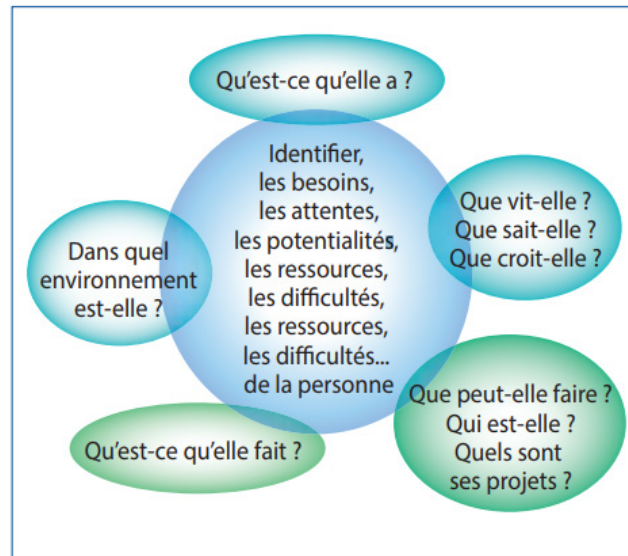 Qu'est-ce qu'elle a ?
Identifier,
les besoins,
les attentes,
les potentialités,
les ressources,
les difficultés,
les ressources,
les difficultés...
de la personne
Que vit-elle ?
Que sait-elle ?
Que croit-elle ?
Dans quel
environnement
est-elle ?
Que peut-elle faire ?
Qui est-elle ?
Quels sont
ses projets ?
Qu'est-ce qu'elle fait ?